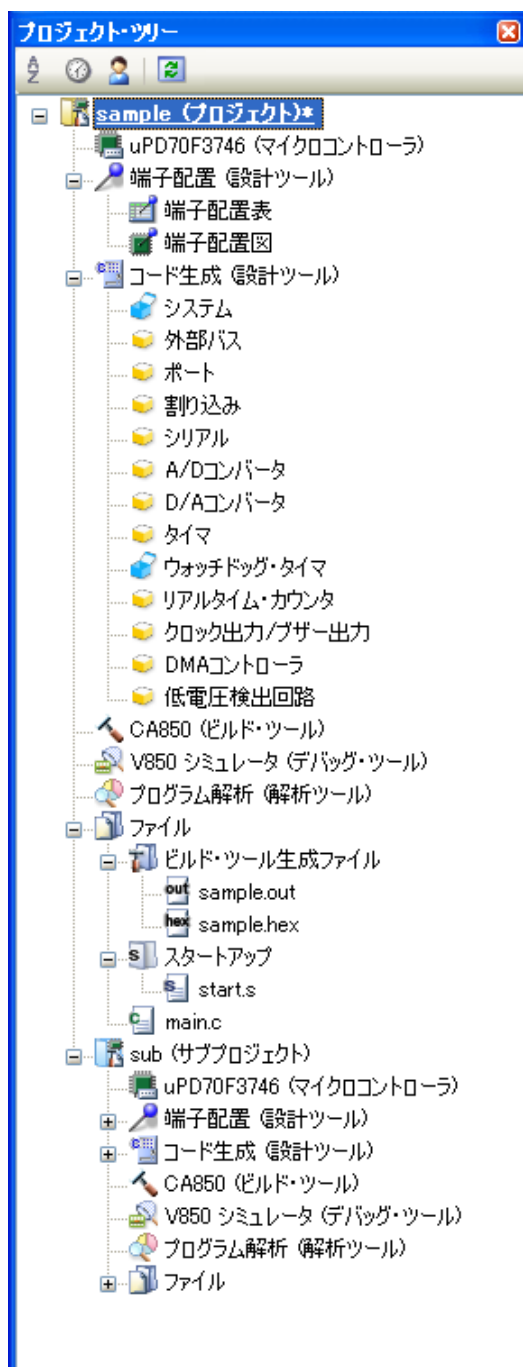 プロジェクト・ツリー
sample (プロジェクト)*
uPD70F3746 (マイクロコントローラ)
端子配置 (設計ツール)
端子配置表
端子配置図
コード生成 (設計ツール)
システム
外部バス
ポート
割り込み
シリアル
A/Dコンバータ
D/Aコンバータ
タイマ
ウォッチドッグ・タイマ
リアルタイム・カウンタ
クロック出力/ブザー出力
DMAコントローラ
低電圧検出回路
CA850 (ビルド・ツール)
V850 シミュレータ (デバッグ・ツール)
プログラム解析 (解析ツール)
ファイル
ビルド・ツール生成ファイル
out sample.out
hex sample.hex
S スタートアップ
S start.s
C main.c
sub (サブプロジェクト)
uPD70F3746 (マイクロコントローラ)
端子配置 (設計ツール)
コード生成 (設計ツール)
CA850 (ビルド・ツール)
V850 シミュレータ (デバッグ・ツール)
プログラム解析 (解析ツール)
ファイル